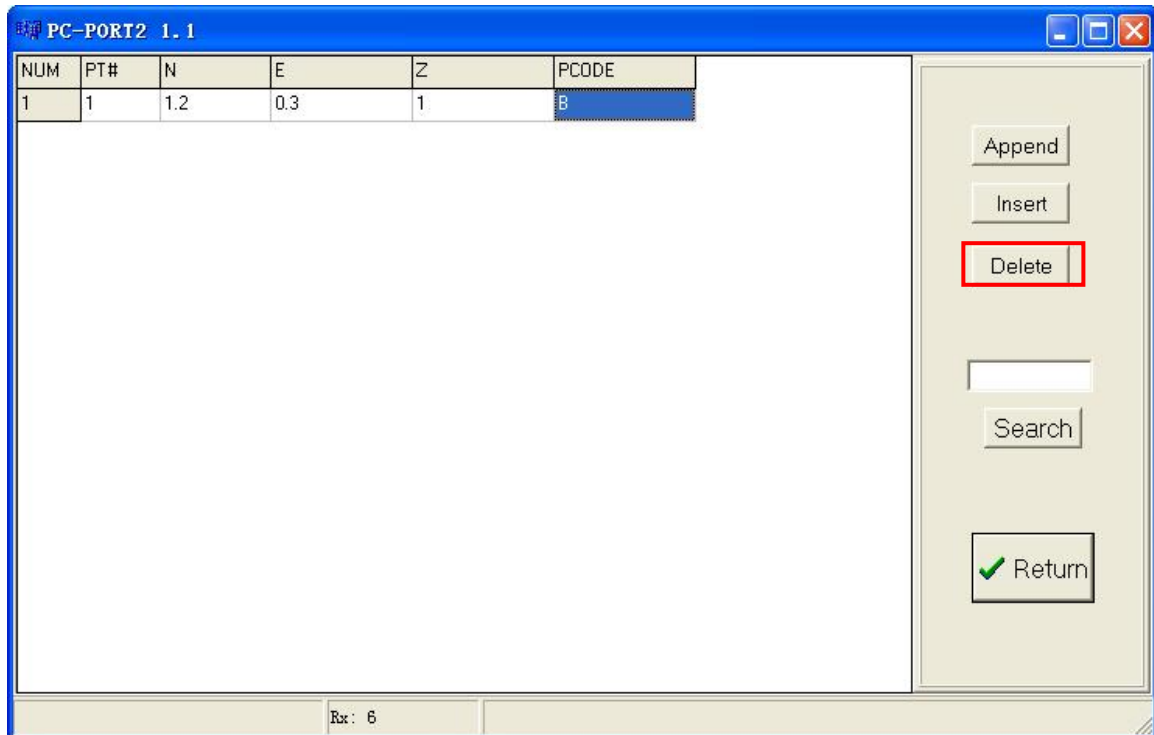 PC-PORT2 1.1
NUM PT# N E Z PCODE
1 1 1.2 0.3 1 B
Append
Insert
Delete
Search
Return
Rx: 6